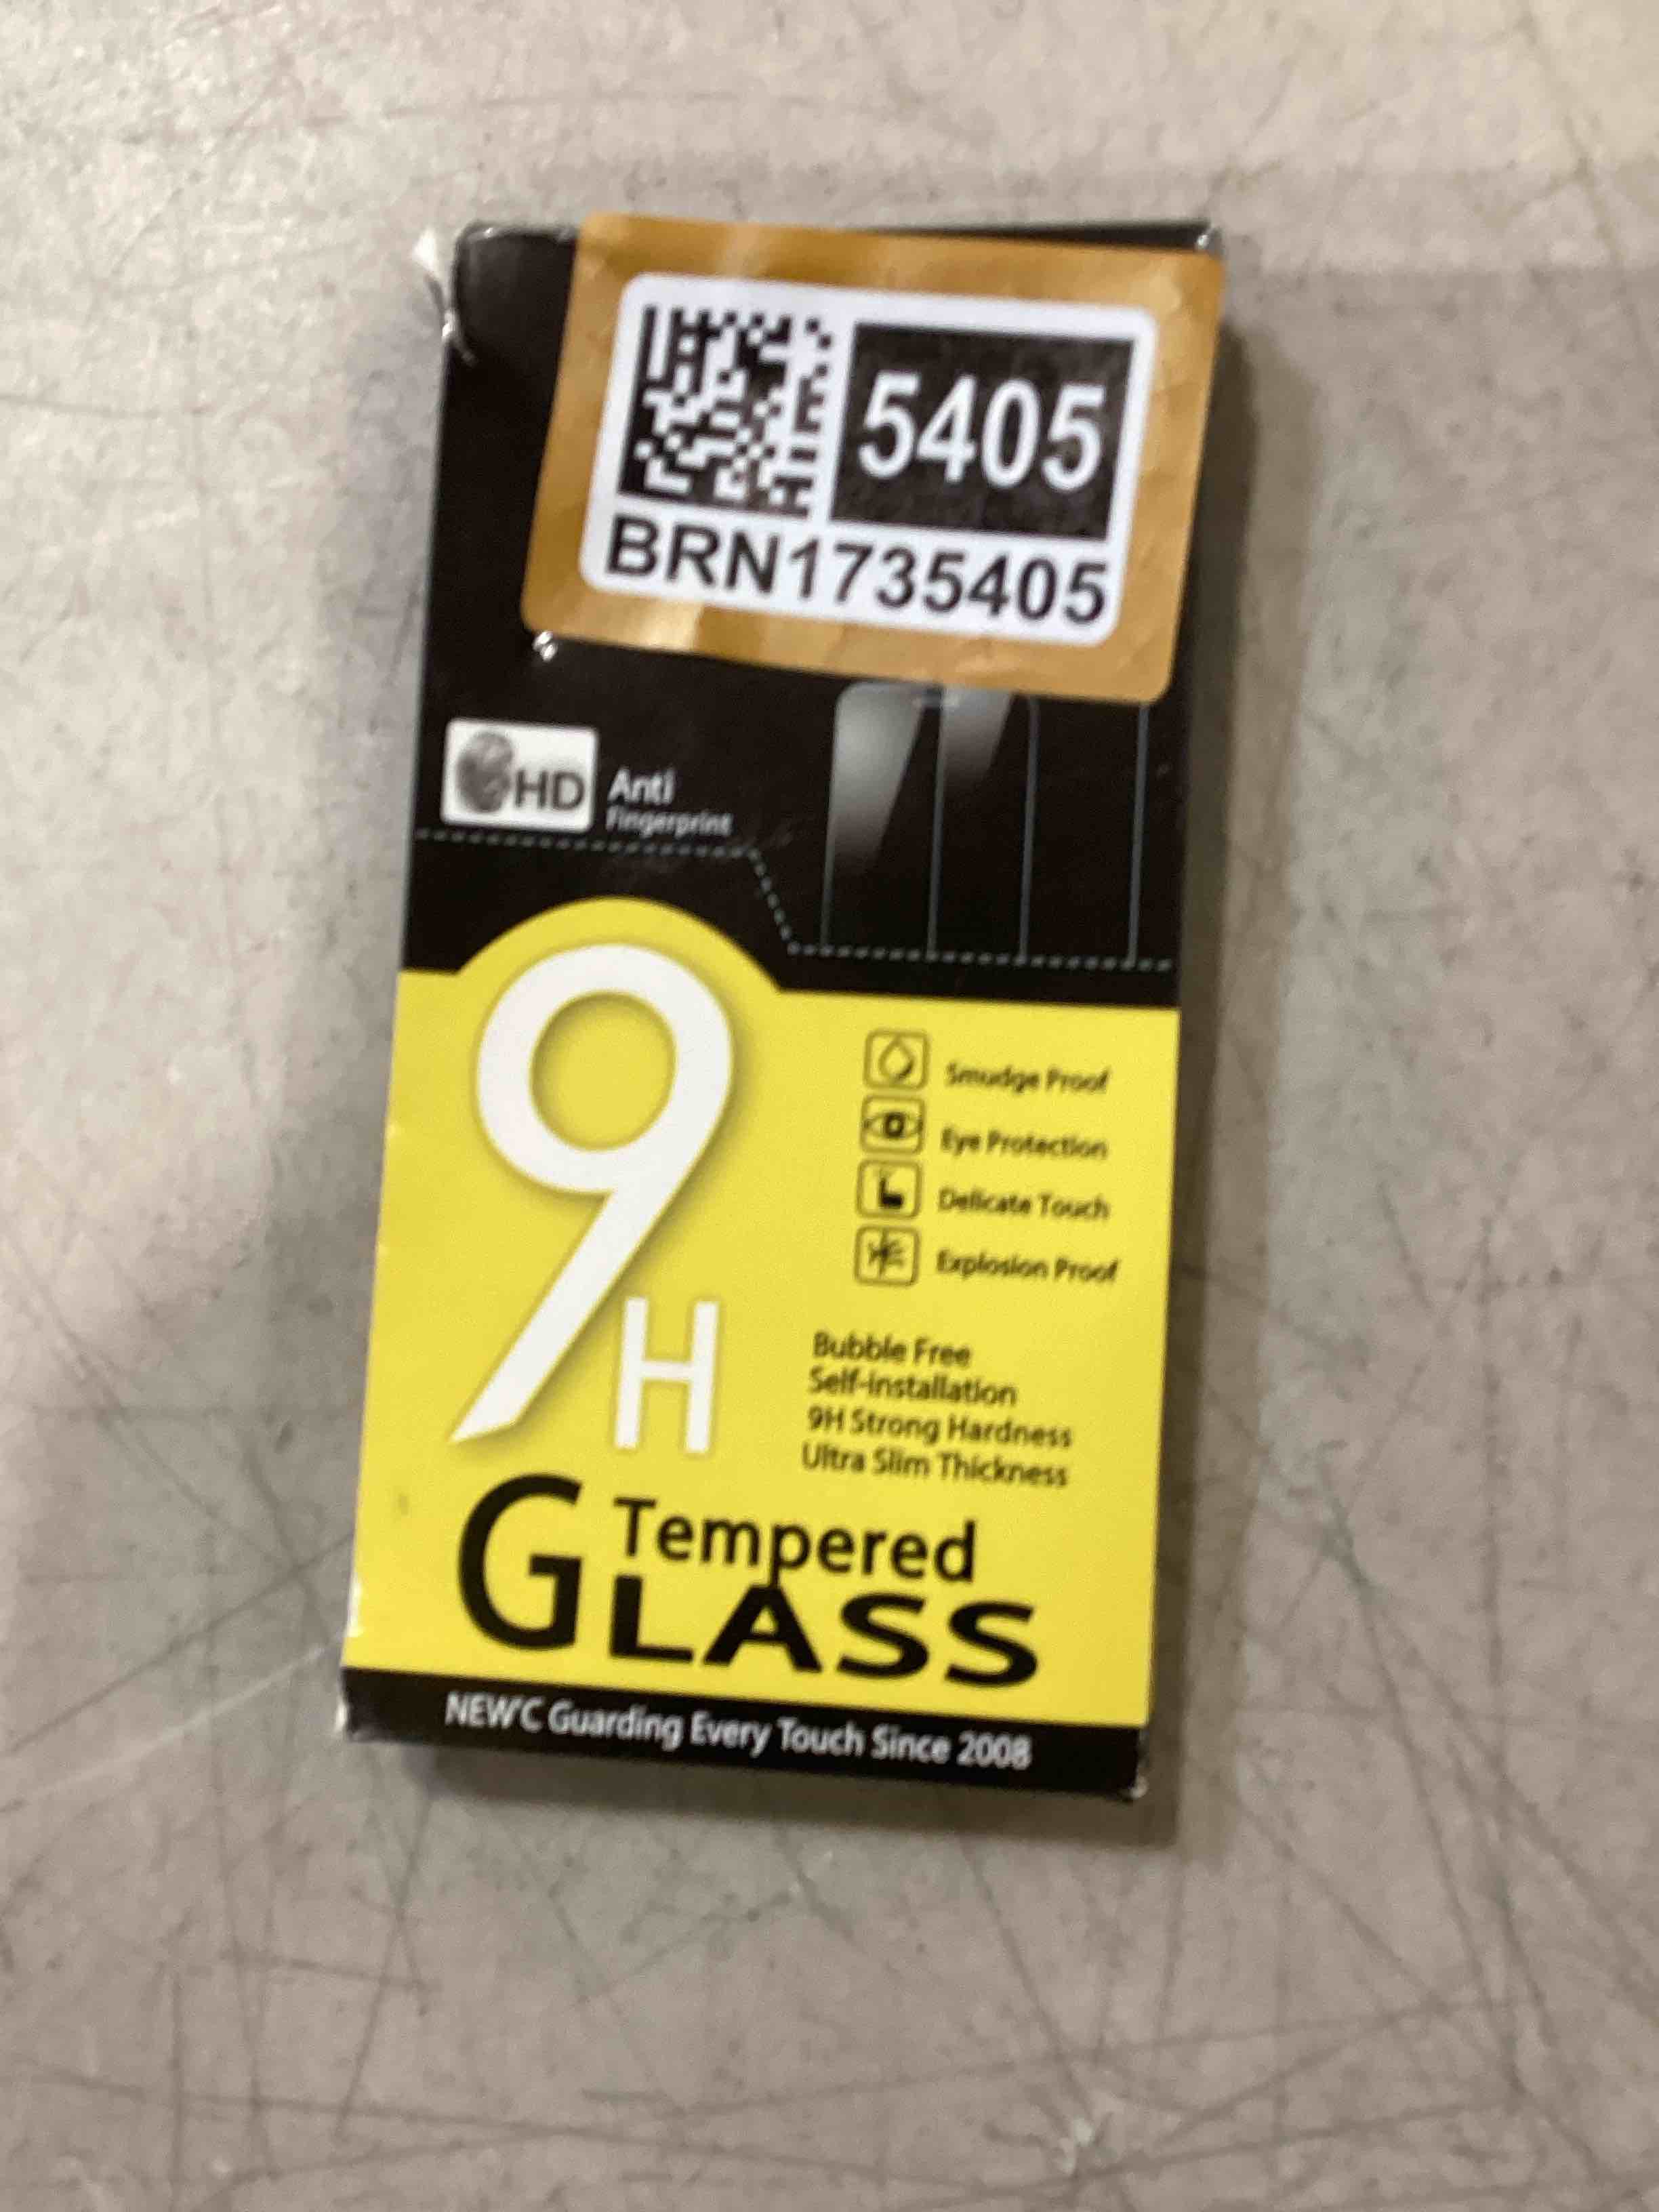 5405
BRN1735405
HD
Anti
Fingerprint
9H
Smudge Proof
Eye Protection
Delicate Touch
Explosion Proof
Bubble Free
Self-installation
9H Strong Hardness
Ultra Slim Thickness
Tempered
GLASS
NEW'C Guarding Every Touch Since 2008